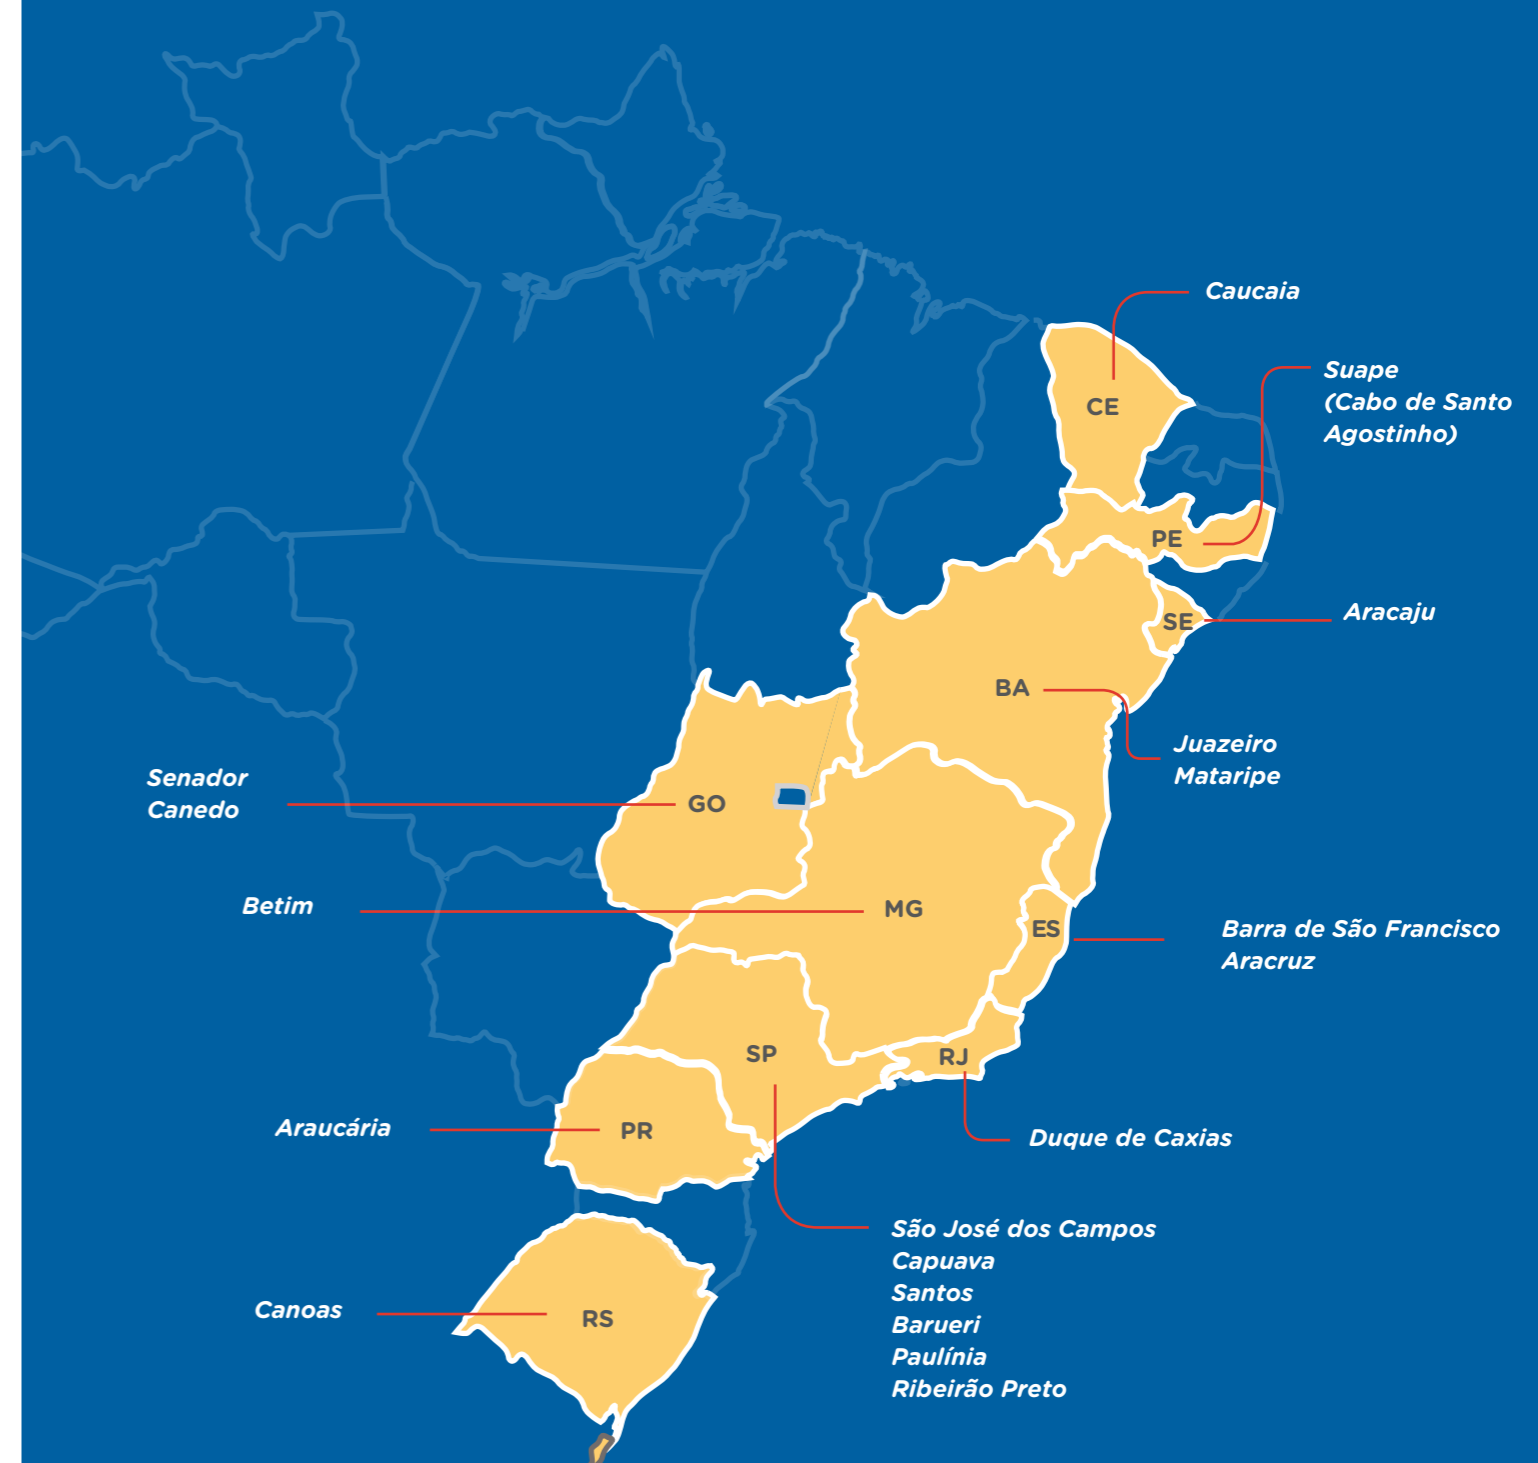 Caucaia
Suape
(Cabo de Santo
Agostinho)
CE
PE
Aracaju
SE
BA
Juazeiro
Mataripe
Senador
Canedo
GO
Betim
MG
ES
Barra de São Francisco
Aracruz
SP
RJ
Araucária
PR
Duque de Caxias
São José dos Campos
Capuava
Santos
Barueri
Paulínia
Ribeirão Preto
Canoas
RS